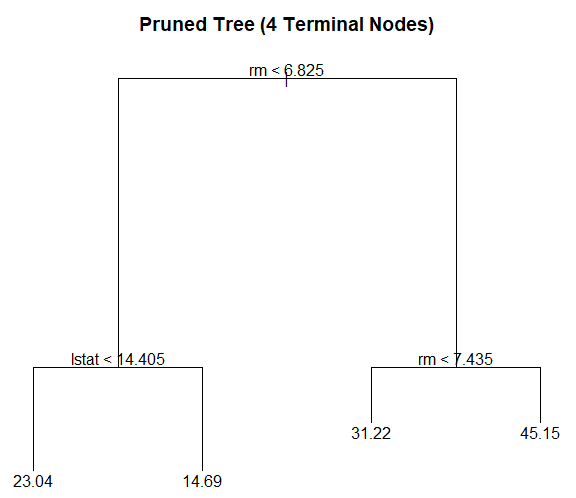 Pruned Tree (4 Terminal Nodes)
rm < 6.825
lstat < 14.405
rm < 7.435
31.22
45.15
23.04
14.69